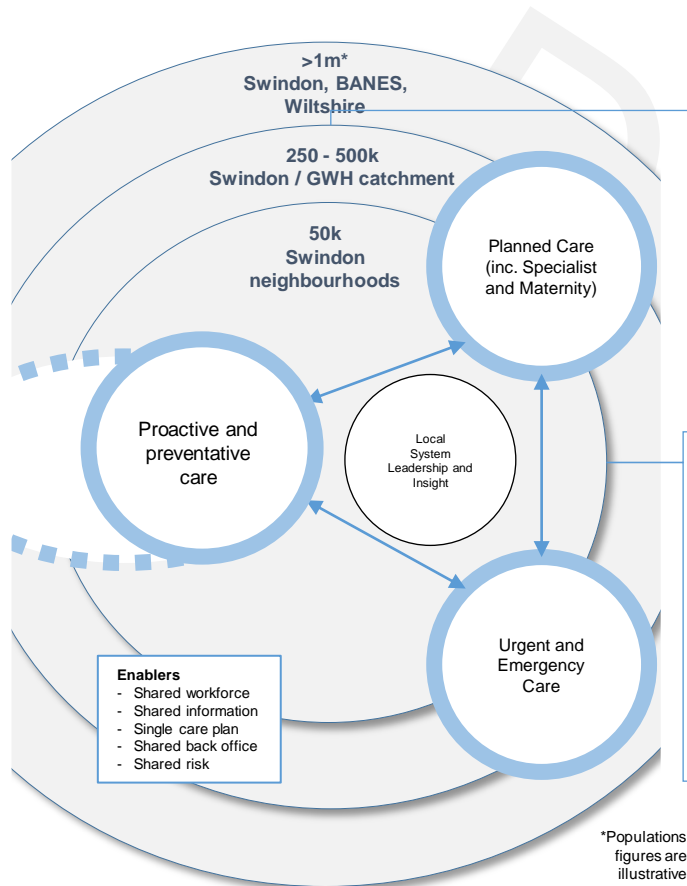 >1m*
Swindon, BANES,
Wiltshire
250 - 500k
Swindon / GWH catchment
50k
Swindon
neighbourhoods
Planned Care
(inc. Specialist
and Maternity)
Proactive and
preventative
care
Local
System
Leadership and
Insight
Urgent and
Emergency
Care
Enablers
- Shared workforce
- Shared information
- Single care plan
- Shared back office
- Shared risk
*Populations
figures are
illustrative